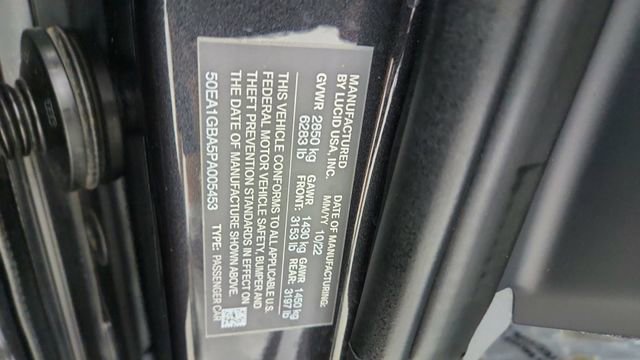 MANUFACTURED DATE OF MANUFACTURING:
BY LUCID USA, INC. MM/YY 10/22
GVWR 2850 kg GAWR 1430 kg GAWR 1450 kg
6283 lb FRONT: 3153 lb REAR: 3197 lb
THIS VEHICLE CONFORMS TO ALL APPLICABLE U.S.
FEDERAL MOTOR VEHICLE SAFETY, BUMPER AND
THEFT PREVENTION STANDARDS IN EFFECT ON
THE DATE OF MANUFACTURE SHOWN ABOVE.
50EA1GBA5PA005453 TYPE: PASSENGER CAR